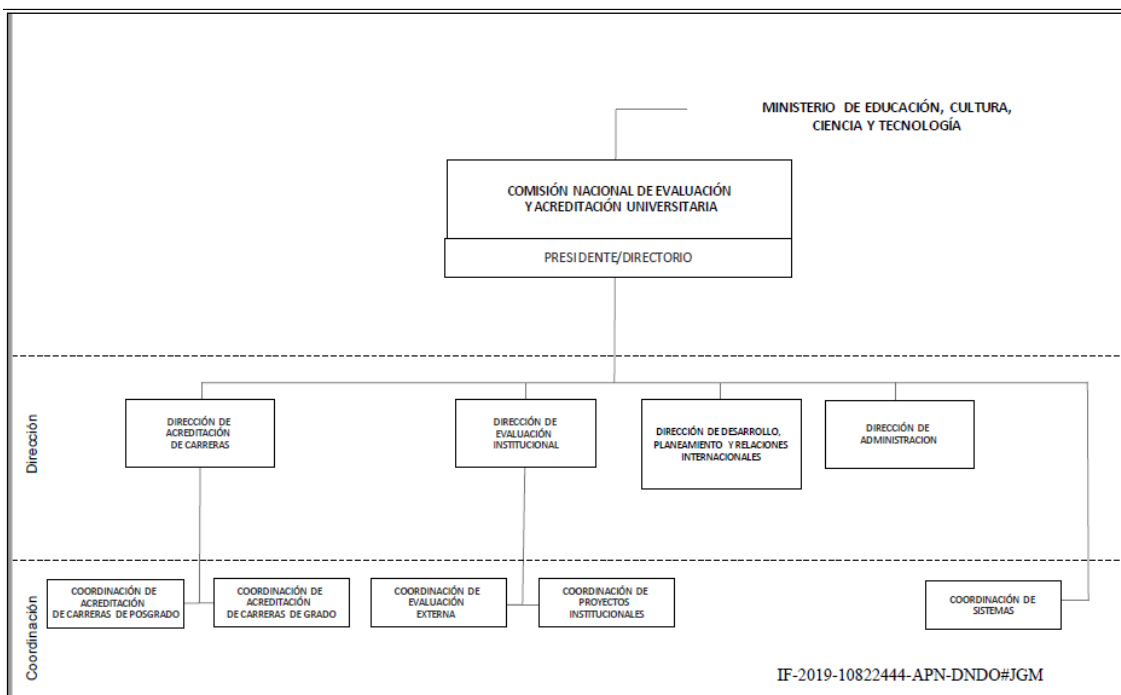 MINISTERIO DE EDUCACIÓN, CULTURA,
CIENCIA Y TECNOLOGÍA
COMISIÓN NACIONAL DE EVALUACIÓN
Y ACREDITACIÓN UNIVERSITARIA
PRESIDENTE/DIRECTORIO
Dirección
DIRECCIÓN DE
ACREDITACIÓN
DE CARRERAS
DIRECCIÓN DE
EVALUACIÓN
INSTITUCIONAL
DIRECCIÓN DE DESARROLLO,
PLANEAMIENTO Y RELACIONES
INTERNACIONALES
DIRECCIÓN DE
ADMINISTRACION
Coordinación
COORDINACIÓN DE
ACREDITACIÓN
DE CARRERAS DE POSGRADO
COORDINACIÓN DE
ACREDITACIÓN
DE CARRERAS DE GRADO
COORDINACIÓN DE
EVALUACIÓN
EXTERNA
COORDINACIÓN DE
PROYECTOS
INSTITUCIONALES
COORDINACIÓN DE
SISTEMAS
IF-2019-10822444-APN-DNDO#JGM